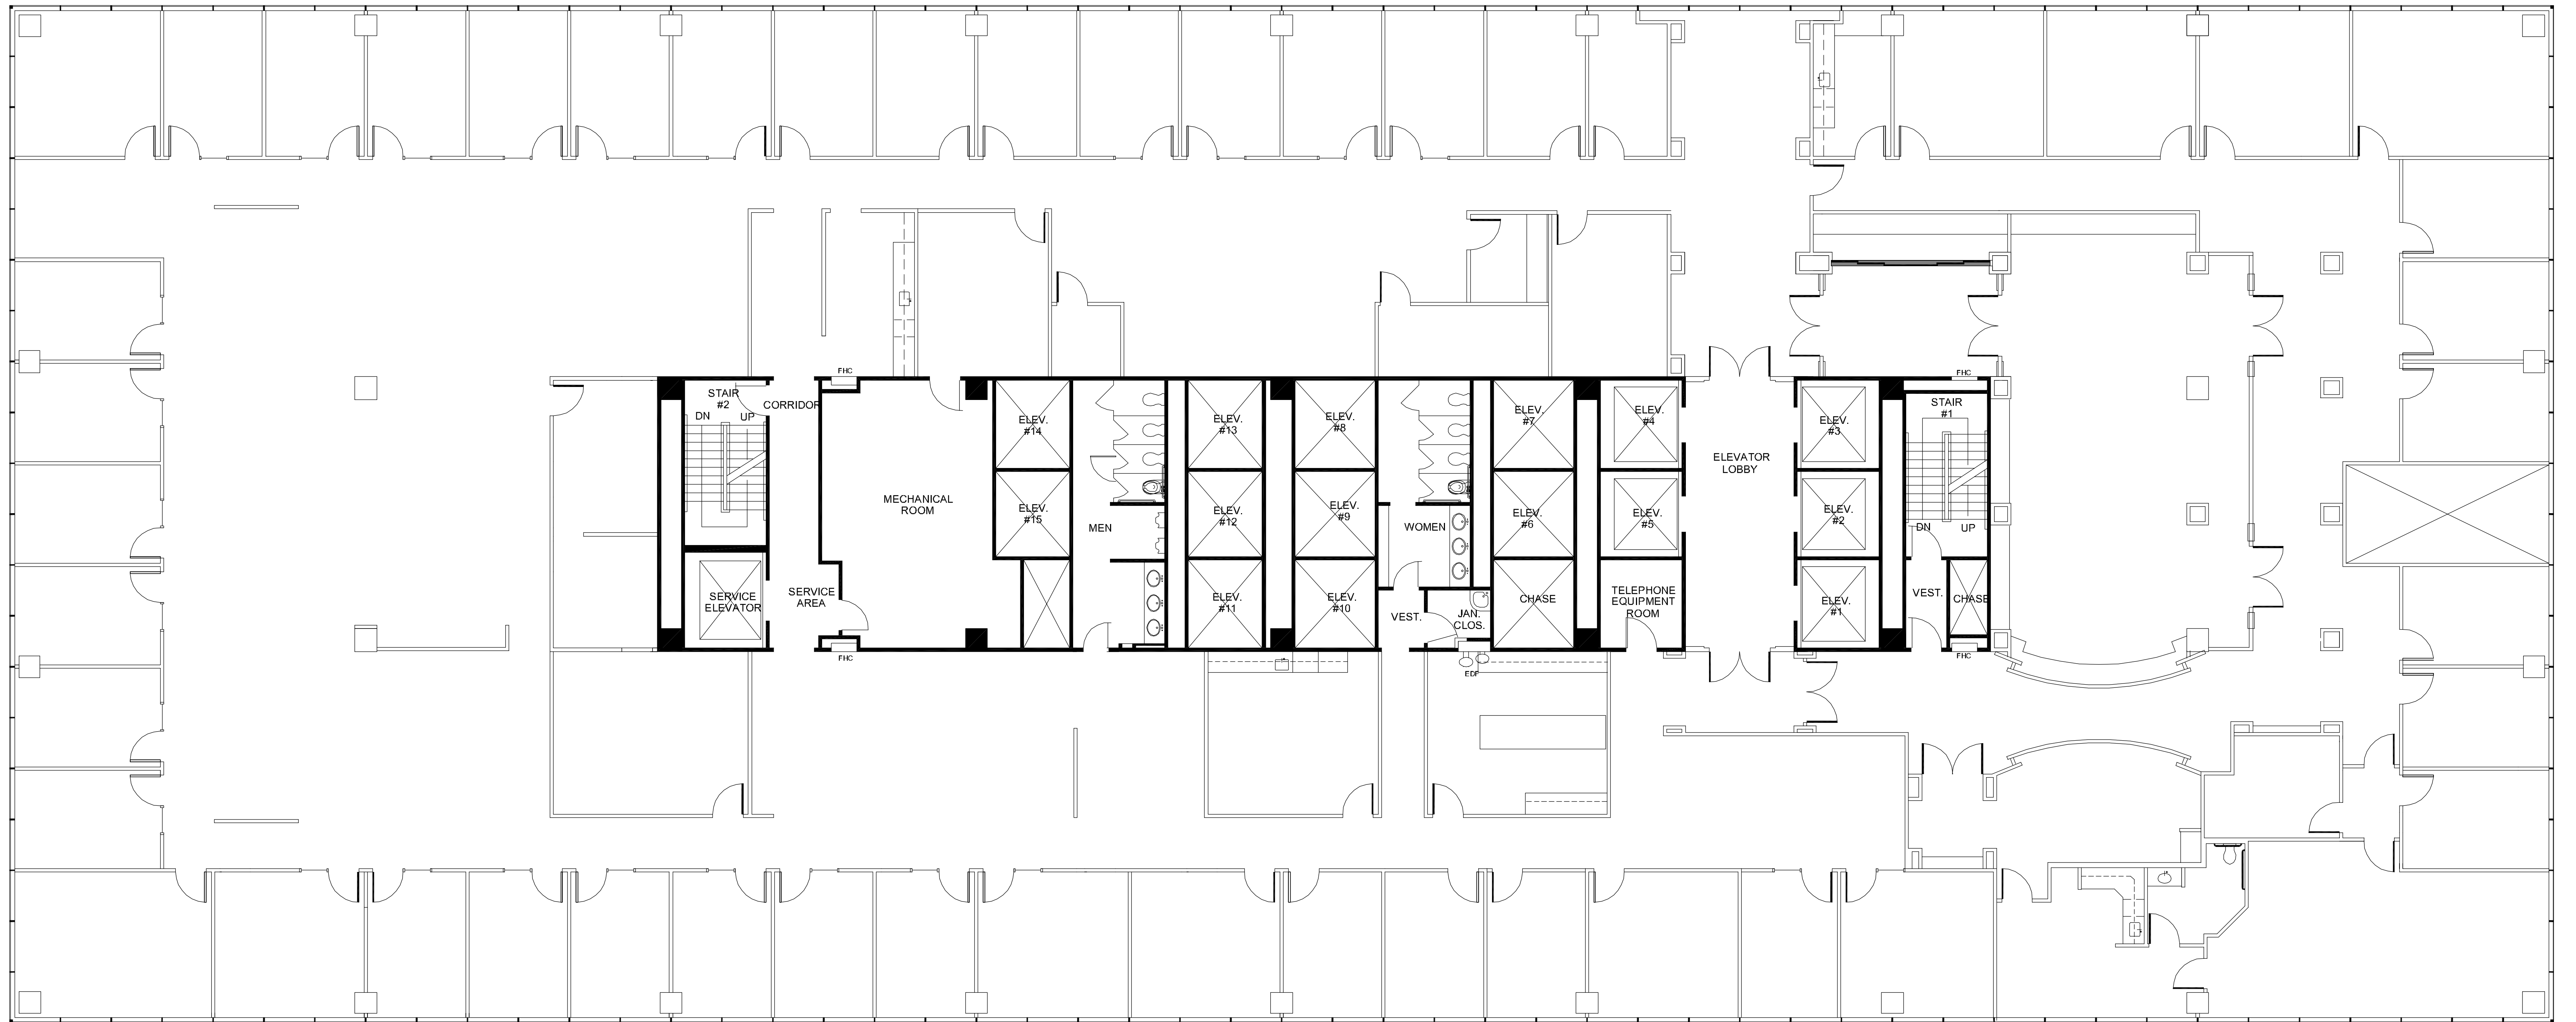 FHC
FHC
STAIR
#2
DN
UP
CORRIDOR
MECHANICAL
ROOM
ELEV.
#14
ELEV.
#15
MEN
ELEV.
#13
ELEV.
#12
ELEV.
#11
ELEV.
#8
ELEV.
#9
ELEV.
#10
WOMEN
VEST.
JAN.
CLOS.
ELEV.
#7
ELEV.
#6
CHASE
ELEV.
#4
ELEV.
#5
TELEPHONE
EQUIPMENT
ROOM
ELEVATOR
LOBBY
ELEV.
#3
ELEV.
#2
ELEV.
#1
STAIR
#1
DN
UP
VEST.
CHASE
SERVICE
ELEVATOR
SERVICE
AREA
FHC
FHC
EDF